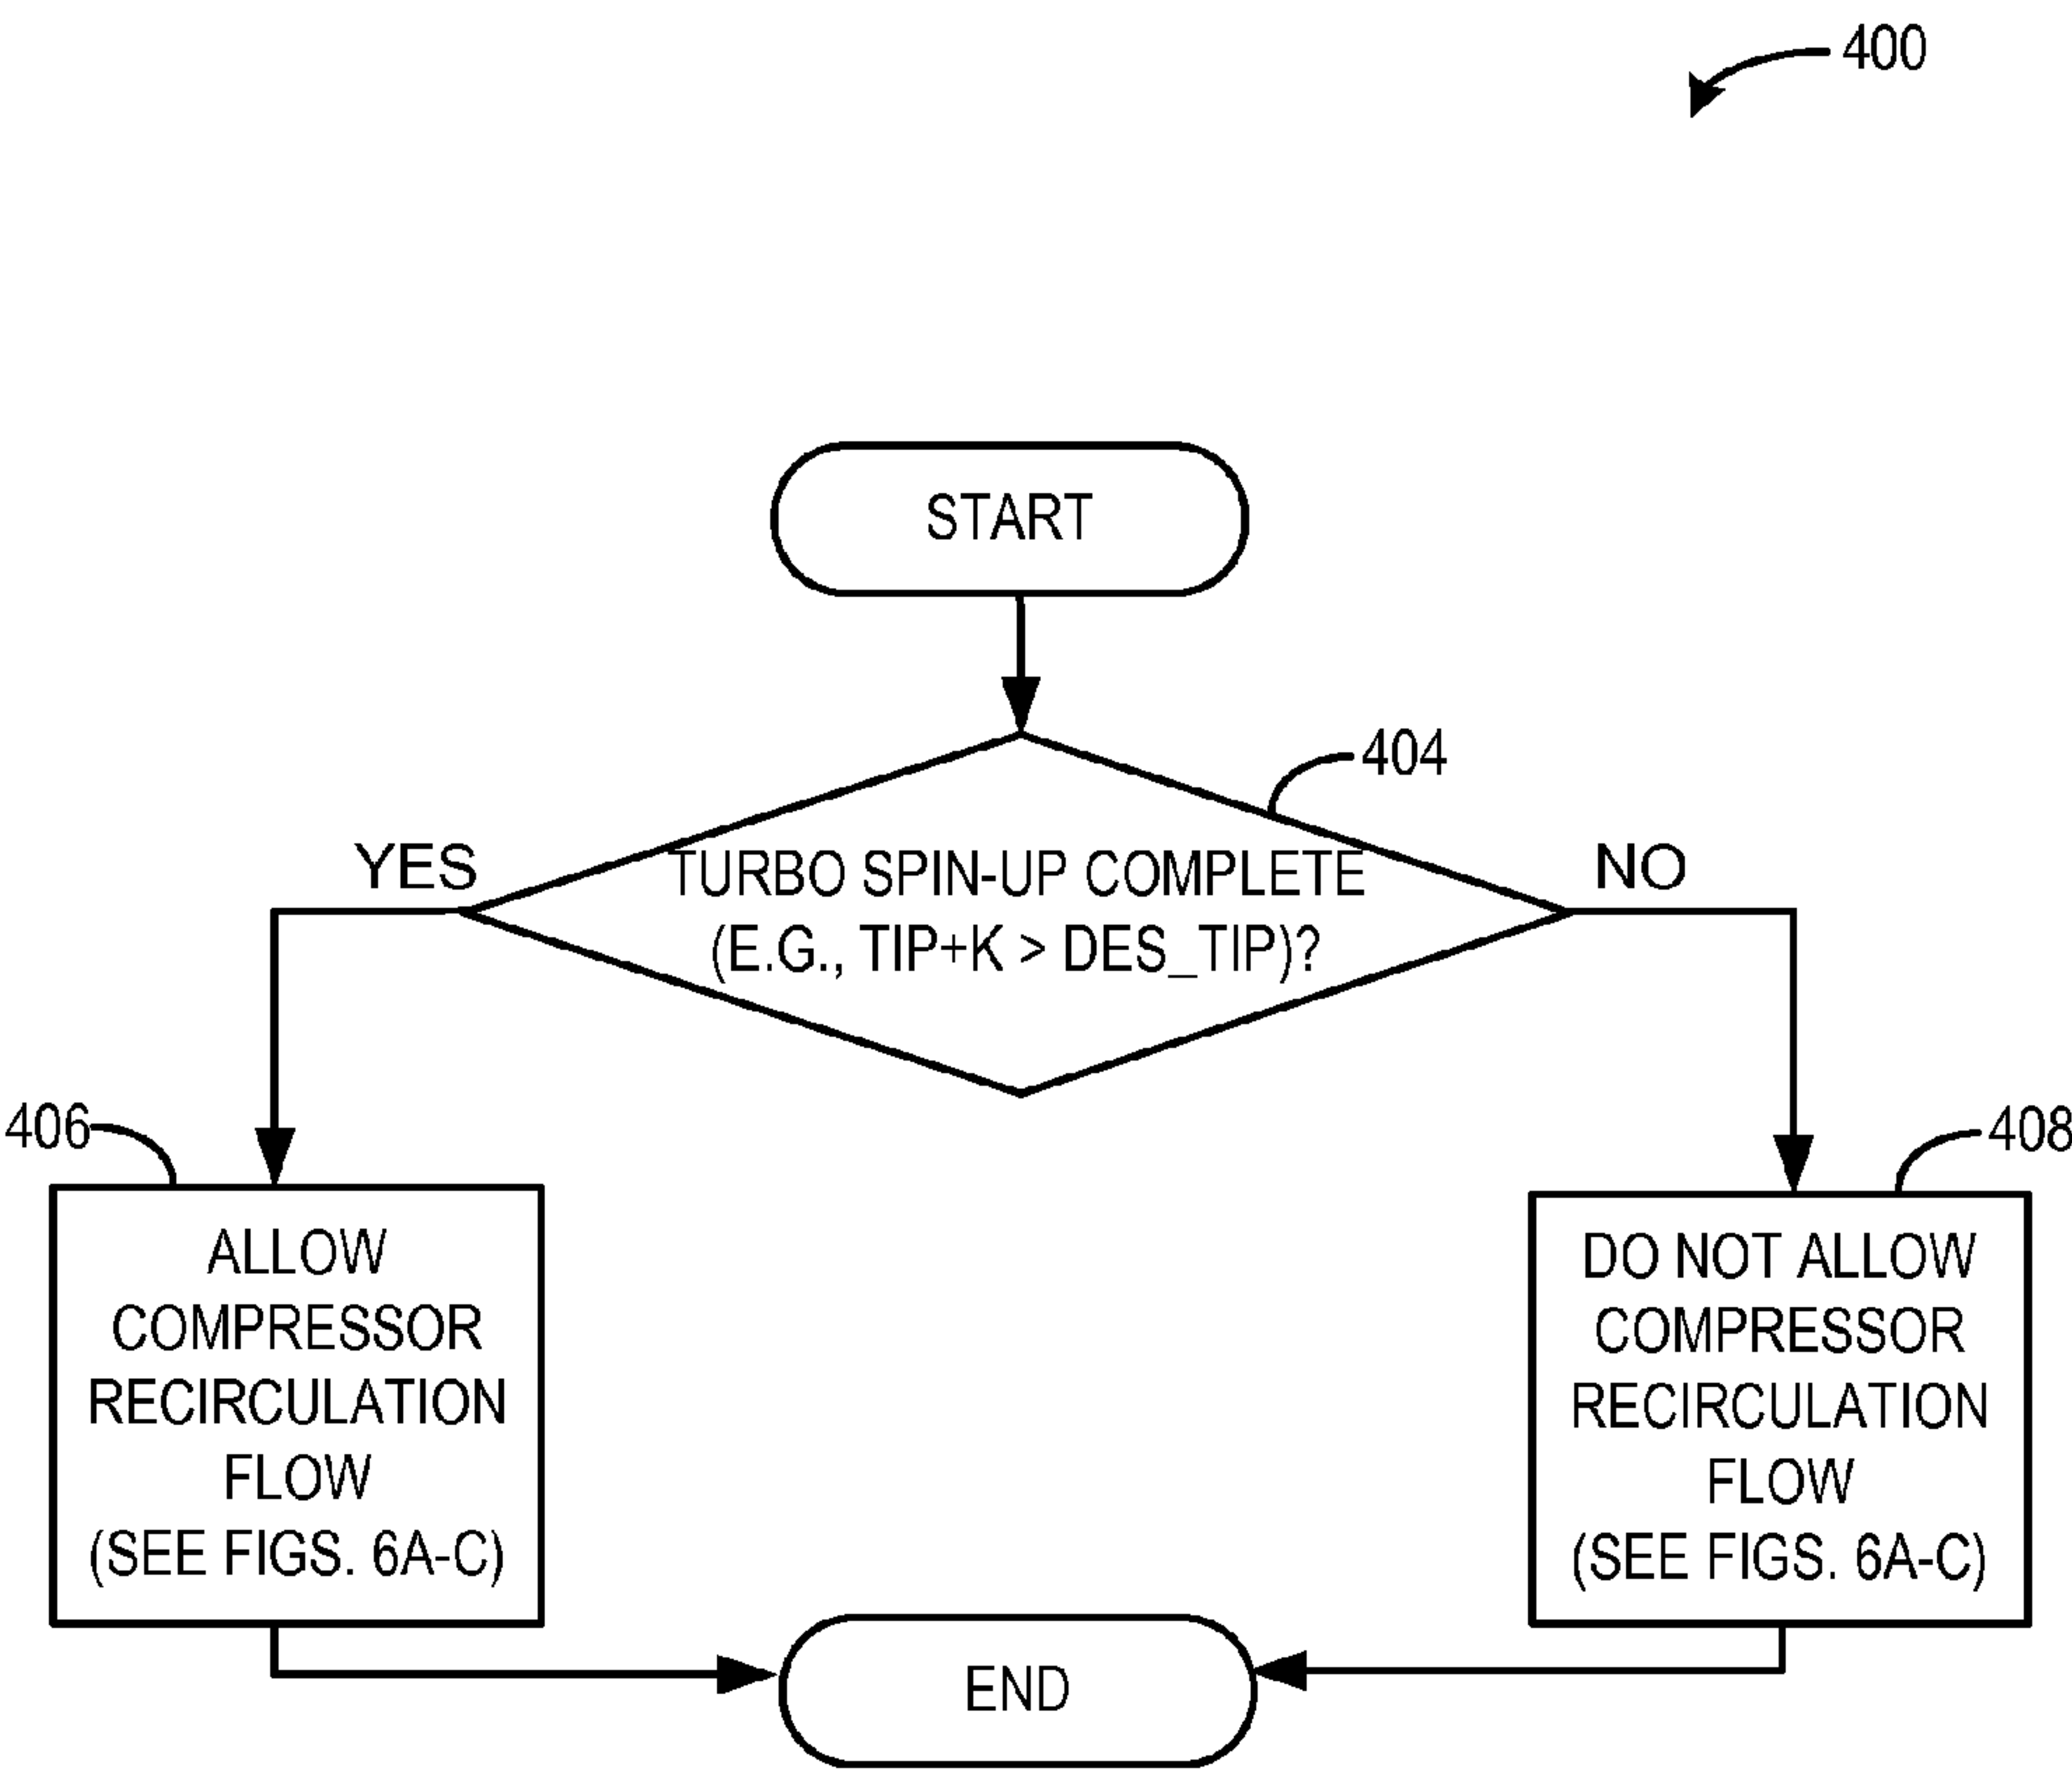 400
START
404
YES
NO
TURBO SPIN-UP COMPLETE
(E.G., TIP+K > DES_TIP)?
406
408
ALLOW
COMPRESSOR
RECIRCULATION
FLOW
(SEE FIGS. 6A-C)
DO NOT ALLOW
COMPRESSOR
RECIRCULATION
FLOW
(SEE FIGS. 6A-C)
END